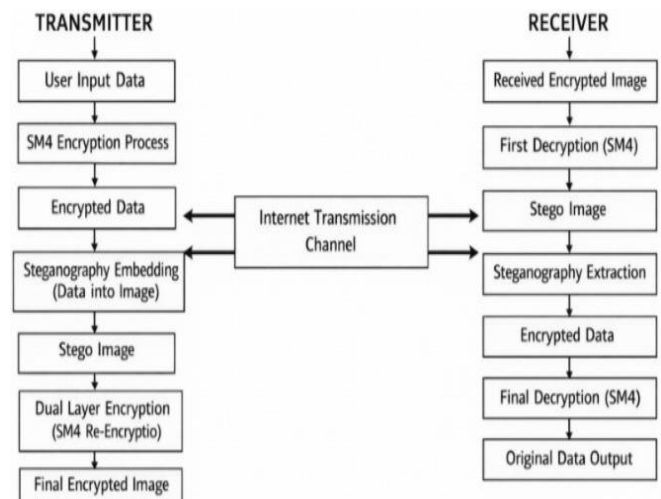 TRANSMITTER
User Input Data
SM4 Encryption Process
Encrypted Data
Steganography Embedding
(Data into Image)
Stego Image
Dual Layer Encryption
(SM4 Re-Encryptio)
Final Encrypted Image
Internet Transmission
Channel
RECEIVER
Received Encrypted Image
First Decryption (SM4)
Stego Image
Steganography Extraction
Encrypted Data
Final Decryption (SM4)
Original Data Output